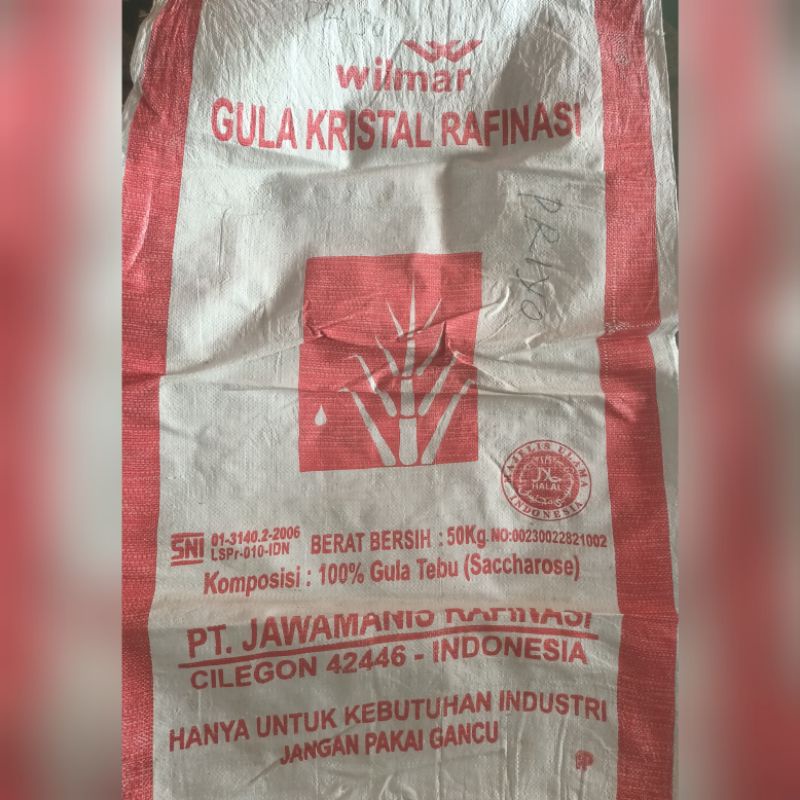 wilmar
GULA KRISTAL RAFINASI
MAJELIS ULAMA
HALAL
INDONESIA
SNI 01-3140.2-2006
LSPr-010-IDN
BERAT BERSIH : 50Kg. NO:00230022821002
Komposisi : 100% Gula Tebu (Saccharose)
PT. JAWAMANIS RAFINASI
CILEGON 42446 - INDONESIA
HANYA UNTUK KEBUTUHAN INDUSTRI
JANGAN PAKAI GANCU